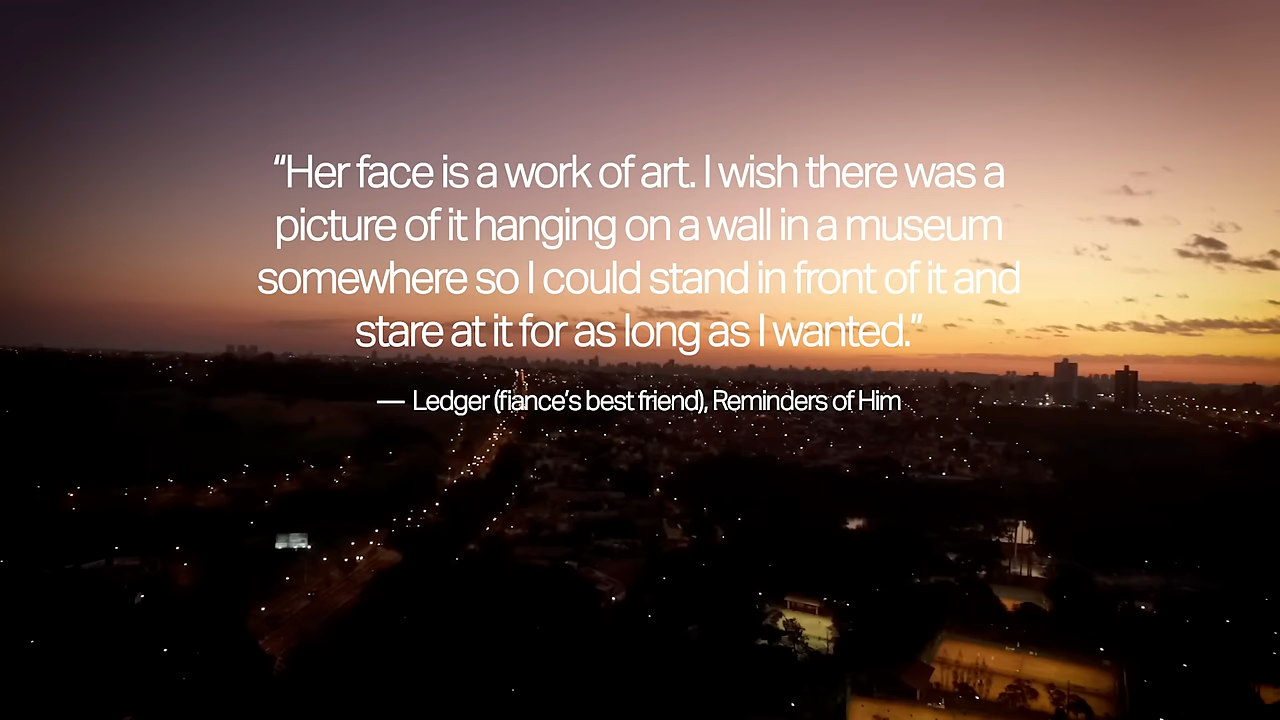 “Her face is a work of art. I wish there was a
picture of it hanging on a wall in a museum
somewhere so I could stand in front of it and
stare at it for as long as I wanted.”
— Ledger (fiance’s best friend), Reminders of Him